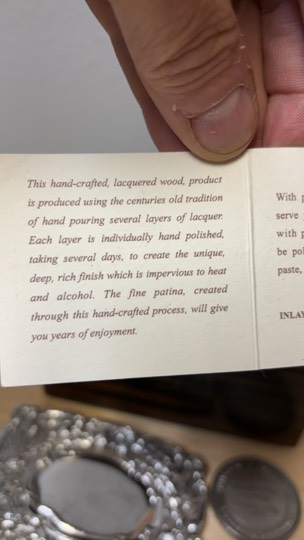 This hand-crafted, lacquered wood, product
is produced using the centuries old tradition
of hand pouring several layers of lacquer.
Each layer is individually hand polished,
taking several days, to create the unique,
deep, rich finish which is impervious to heat
and alcohol. The fine patina, created
through this hand-crafted process, will give
you years of enjoyment.
With p
serve
with p
be pol
paste,
INLAY